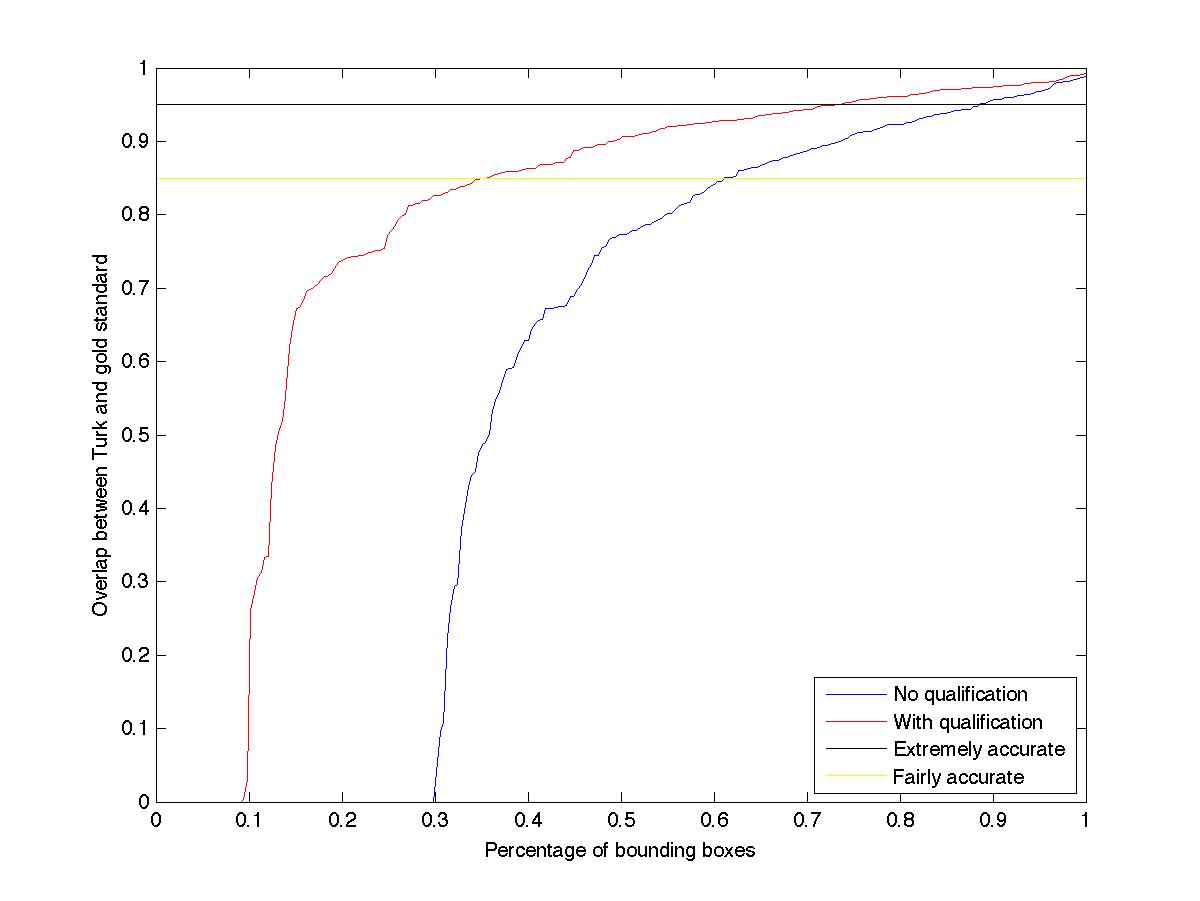 1
0.9
0.8
0.7
0.6
0.5
0.4
0.3
0.2
0.1
0
Overlap between Turk and gold standard
No qualification
With qualification
Extremely accurate
Fairly accurate
0 0.1 0.2 0.3 0.4 0.5 0.6 0.7 0.8 0.9 1
Percentage of bounding boxes